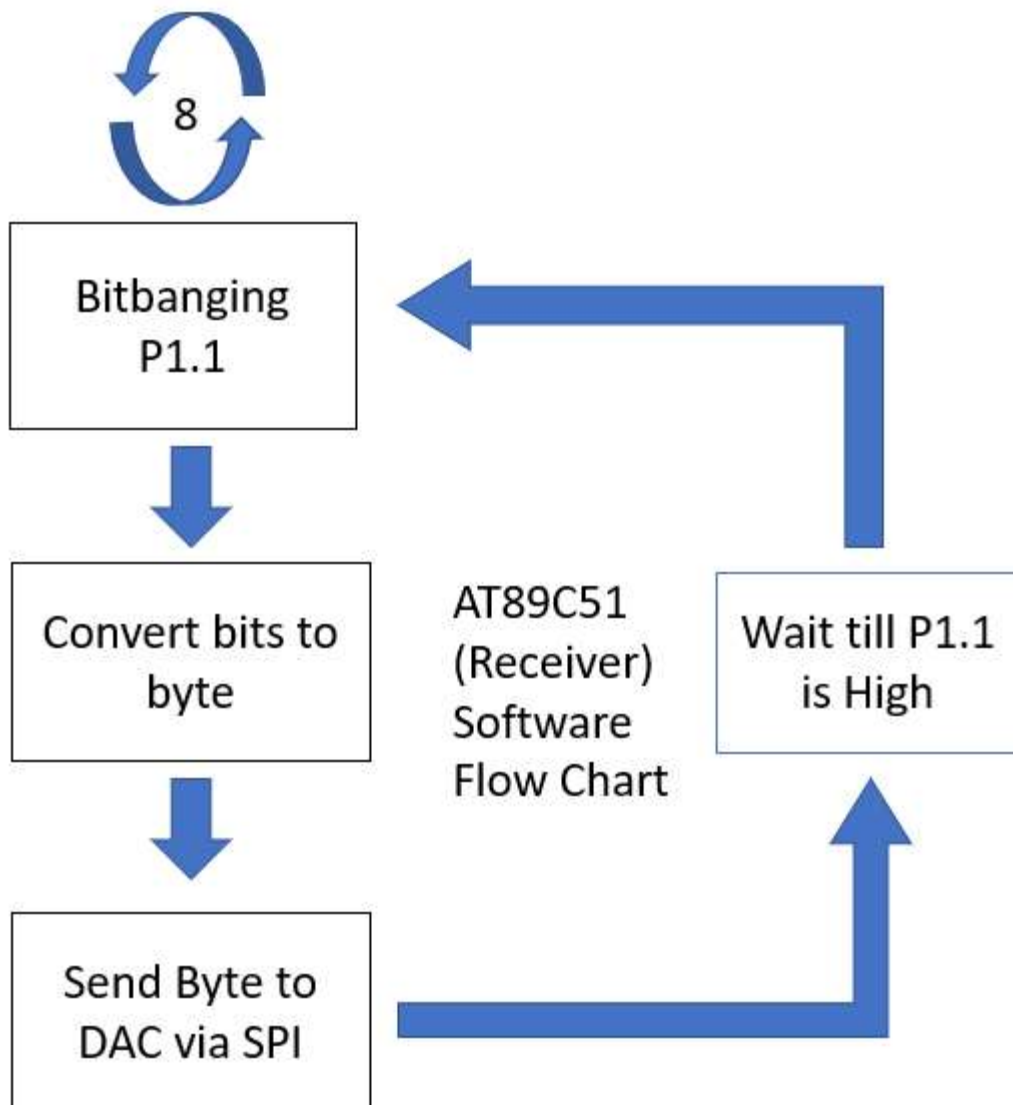 8
Bitbanging
P1.1
Convert bits to
byte
Send Byte to
DAC via SPI
AT89C51
(Receiver)
Software
Flow Chart
Wait till P1.1
is High